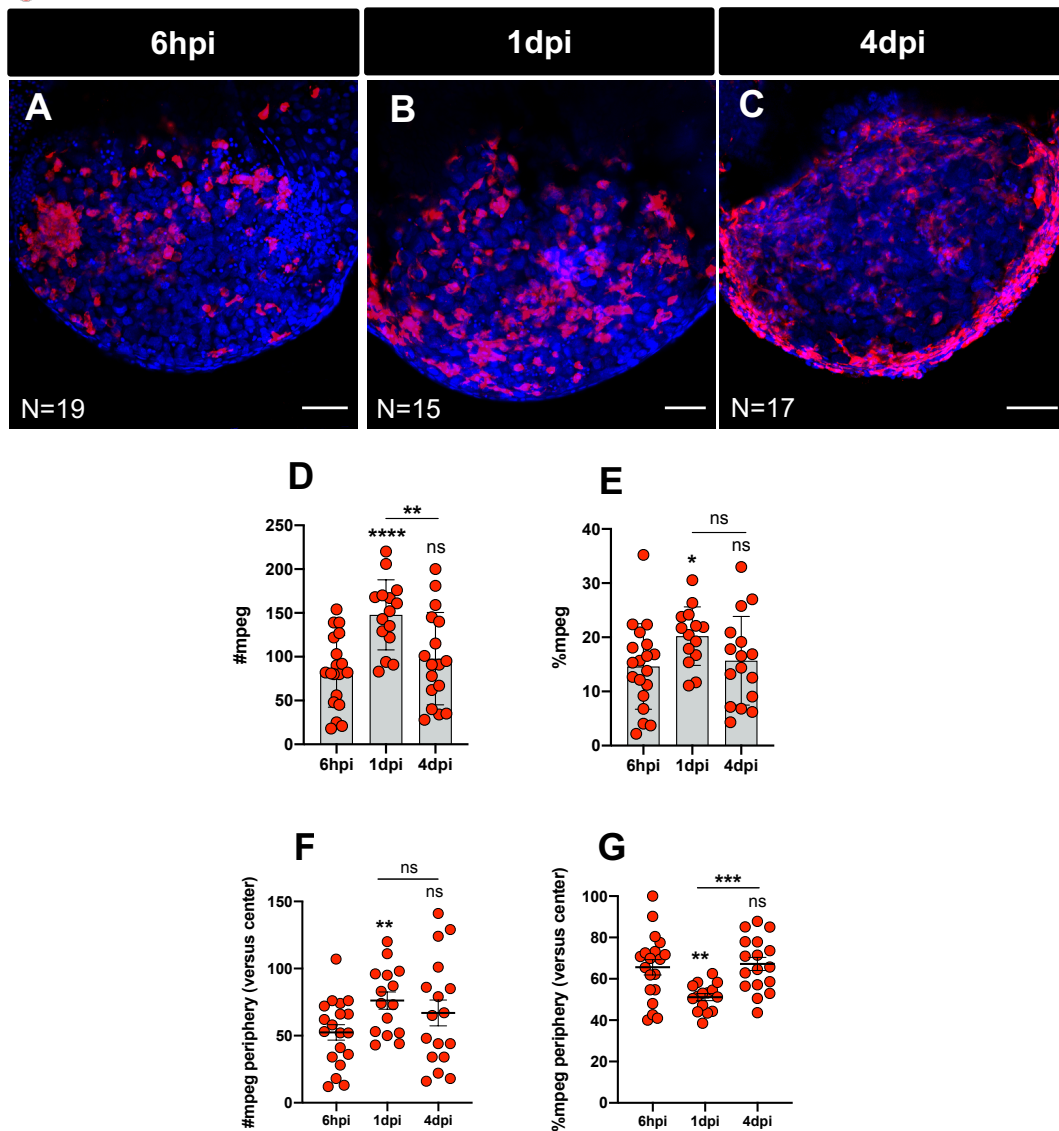 6hpi 1dpi 4dpi
A B C
N=19 N=15 N=17
D
#mpeg
250
200
150
100
50
0
**
****
ns
6hpi 1dpi 4dpi
E
%mpeg
40
30
20
10
0
ns
*
ns
6hpi 1dpi 4dpi
F
#mpeg periphery (versus center)
150
100
50
0
ns
**
ns
6hpi 1dpi 4dpi
G
%mpeg periphery (versus center)
100
80
60
40
20
0
***
**
ns
6hpi 1dpi 4dpi